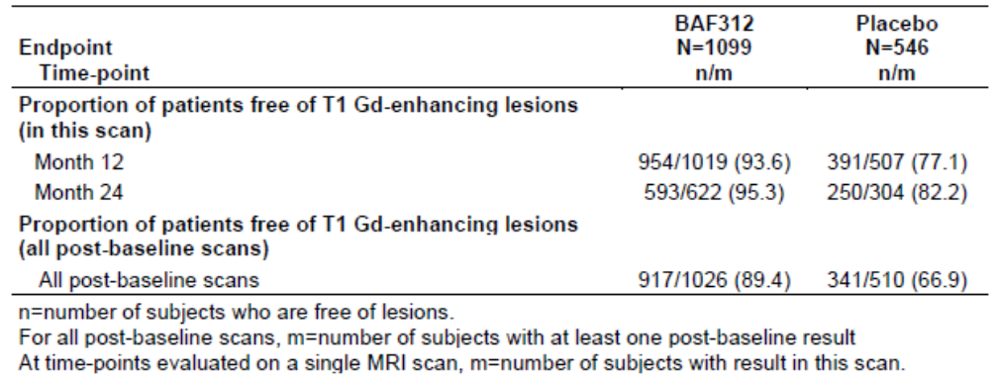 BAF312 Placebo
Endpoint N=1099 N=546
Time-point n/m n/m
Proportion of patients free of T1 Gd-enhancing lesions
(in this scan)
Month 12 954/1019 (93.6) 391/507 (77.1)
Month 24 593/622 (95.3) 250/304 (82.2)
Proportion of patients free of T1 Gd-enhancing lesions
(all post-baseline scans)
All post-baseline scans 917/1026 (89.4) 341/510 (66.9)
n=number of subjects who are free of lesions.
For all post-baseline scans, m=number of subjects with at least one post-baseline result
At time-points evaluated on a single MRI scan, m=number of subjects with result in this scan.